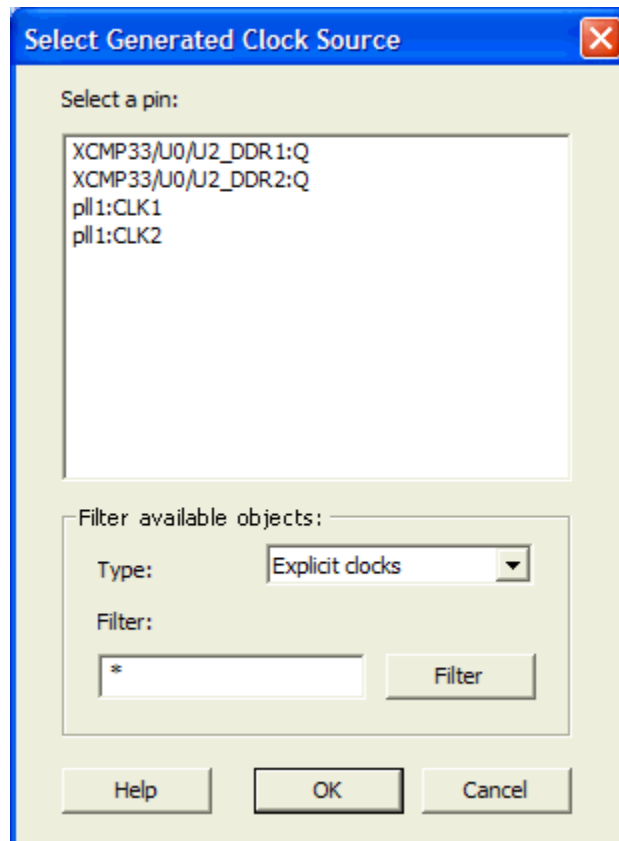 Select Generated Clock Source
Select a pin:
XCMP33/U0/U2_DDR1:Q
XCMP33/U0/U2_DDR2:Q
pll1:CLK1
pll1:CLK2
Filter available objects:
Type:
Explicit clocks
Filter:
*
Filter
Help
OK
Cancel